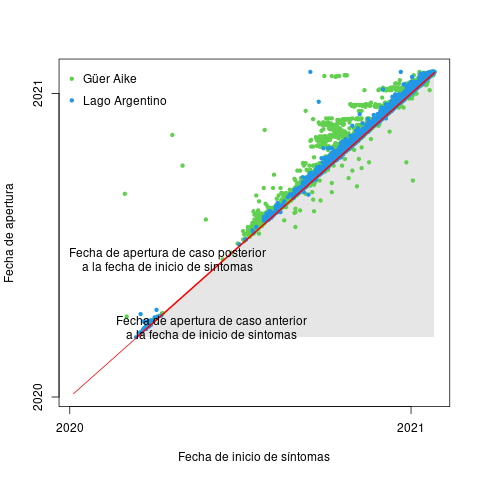 Güer Aike
Lago Argentino
Fecha de apertura de caso posterior
a la fecha de inicio de sintomas
Fecha de apertura de caso anterior
a la fecha de inicio de sintomas
Fecha de apertura
2021
2020
2020
2021
Fecha de inicio de síntomas